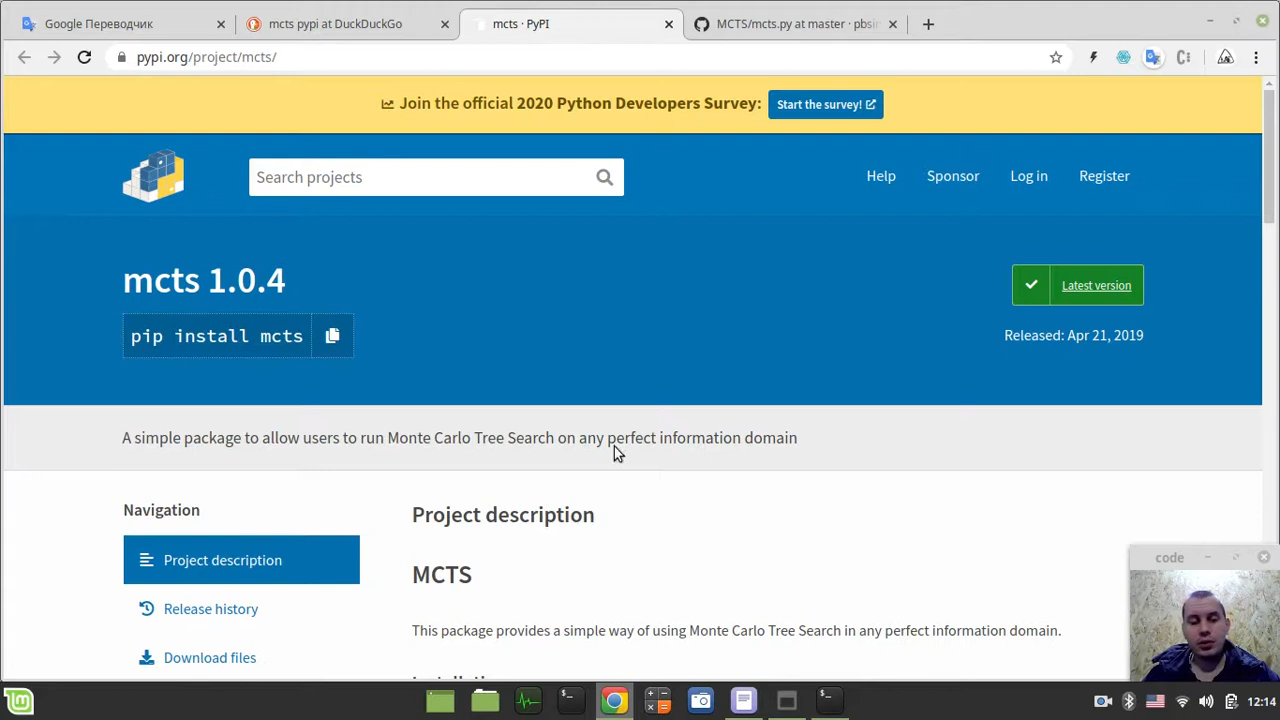 Google Переводчик
mcts pypi at DuckDuckGo
mcts · PyPI
MCTS/mcts.py at master · pbsin
pypi.org/project/mcts/
Join the official 2020 Python Developers Survey:
Start the survey!
Search projects
Help
Sponsor
Log in
Register
mcts 1.0.4
Latest version
pip install mcts
Released: Apr 21, 2019
A simple package to allow users to run Monte Carlo Tree Search on any perfect information domain
Navigation
Project description
Project description
MCTS
Release history
This package provides a simple way of using Monte Carlo Tree Search in any perfect information domain.
Download files
code
12:14